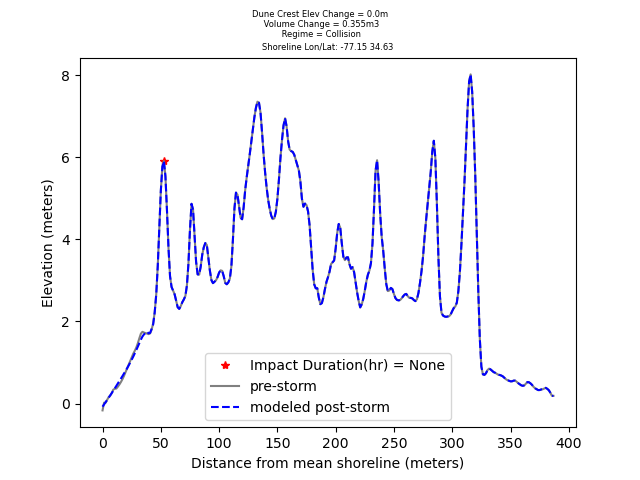 Dune Crest Elev Change = 0.0m
Volume Change = 0.355m3
Regime = Collision
Shoreline Lon/Lat: -77.15 34.63
8
6
4
2
0
Elevation (meters)
Impact Duration(hr) = None
pre-storm
modeled post-storm
0 50 100 150 200 250 300 350 400
Distance from mean shoreline (meters)